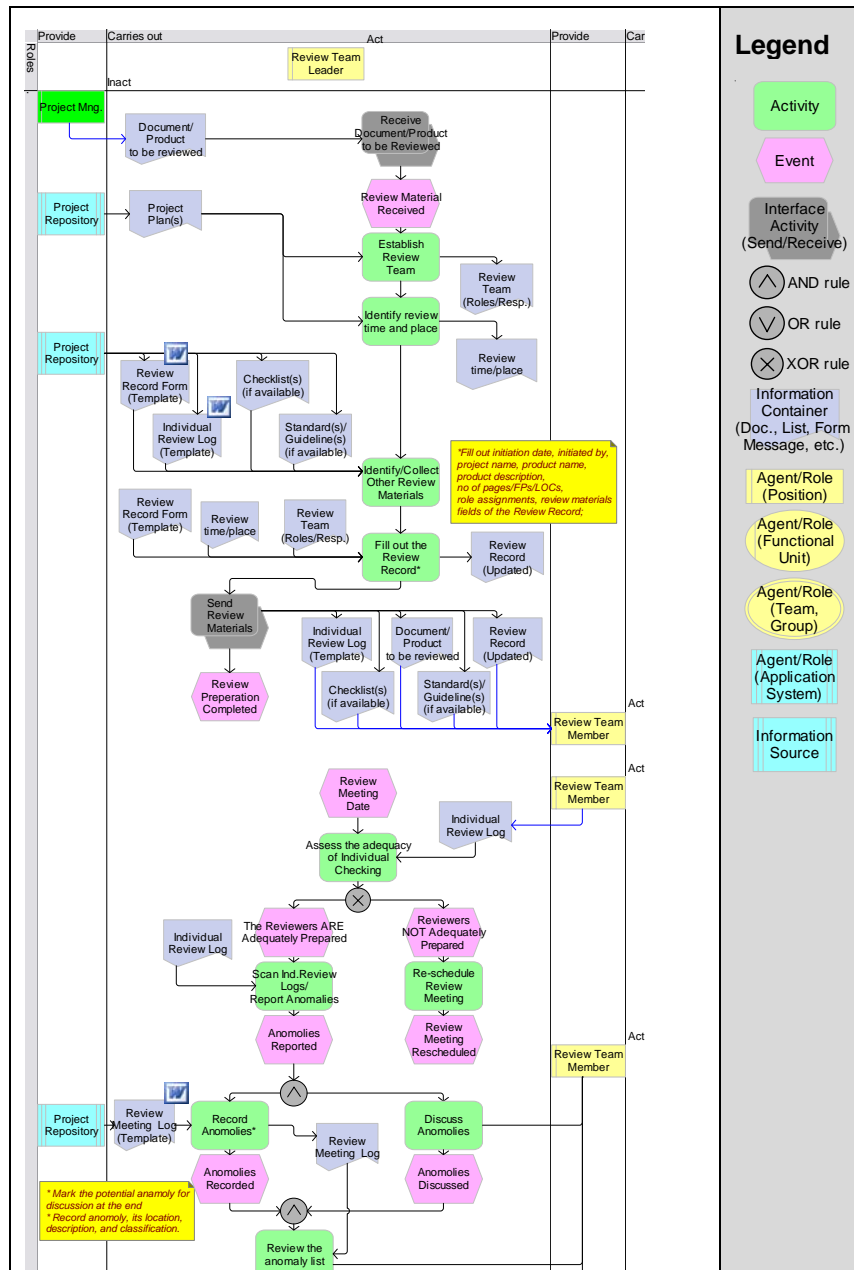 Provide
Carries out
Act
Provide
Car
Roles
Review Team
Leader
Inact
Project Mng.
Document/
Product
to be reviewed
Receive
Document/Product
to be Reviewed
Review Material
Received
Project
Repository
Project
Plan(s)
Establish
Review
Team
Review
Team
(Roles/Resp.)
Identify review
time and place
Review
time/place
Project
Repository
Review
Record Form
(Template)
Individual
Review Log
(Template)
Checklist(s)
(if available)
Standard(s)/
Guideline(s)
(if available)
Identify/Collect
Other Review
Materials
*Fill out initiation date, initiated by,
project name, product name,
product description,
no of pages/FPs/LOCs,
role assignments, review materials
fields of the Review Record;
Review
Record Form
(Template)
Review
time/place
Review
Team
(Roles/Resp.)
Fill out the
Review
Record*
Review
Record
(Updated)
Send
Review
Materials
Review
Preperation
Completed
Individual
Review Log
(Template)
Document/
Product
to be reviewed
Review
Record
(Updated)
Checklist(s)
(if available)
Standard(s)/
Guideline(s)
(if available)
Act
Review Team
Member
Act
Review Team
Member
Review
Meeting
Date
Individual
Review Log
Assess the adequacy
of Individual
Checking
The Reviewers ARE
Adequately Prepared
Reviewers
NOT Adequately
Prepared
Individual
Review Log
Scan Ind.Review
Logs/
Report Anomalies
Re-schedule
Review
Meeting
Anomolies
Reported
Review
Meeting
Rescheduled
Act
Review Team
Member
Project
Repository
Review
Meeting Log
(Template)
Record
Anomolies*
Review
Meeting Log
Discuss
Anomolies
Anomolies
Recorded
Anomolies
Discussed
* Mark the potential anamoly for
discussion at the end
* Record anomoly, its location,
description, and classification.
Review the
anomaly list
Legend
Activity
Event
Interface
Activity
(Send/Receive)
AND rule
OR rule
XOR rule
Information
Container
(Doc., List, Form
Message, etc.)
Agent/Role
(Position)
Agent/Role
(Functional
Unit)
Agent/Role
(Team,
Group)
Agent/Role
(Application
System)
Information
Source